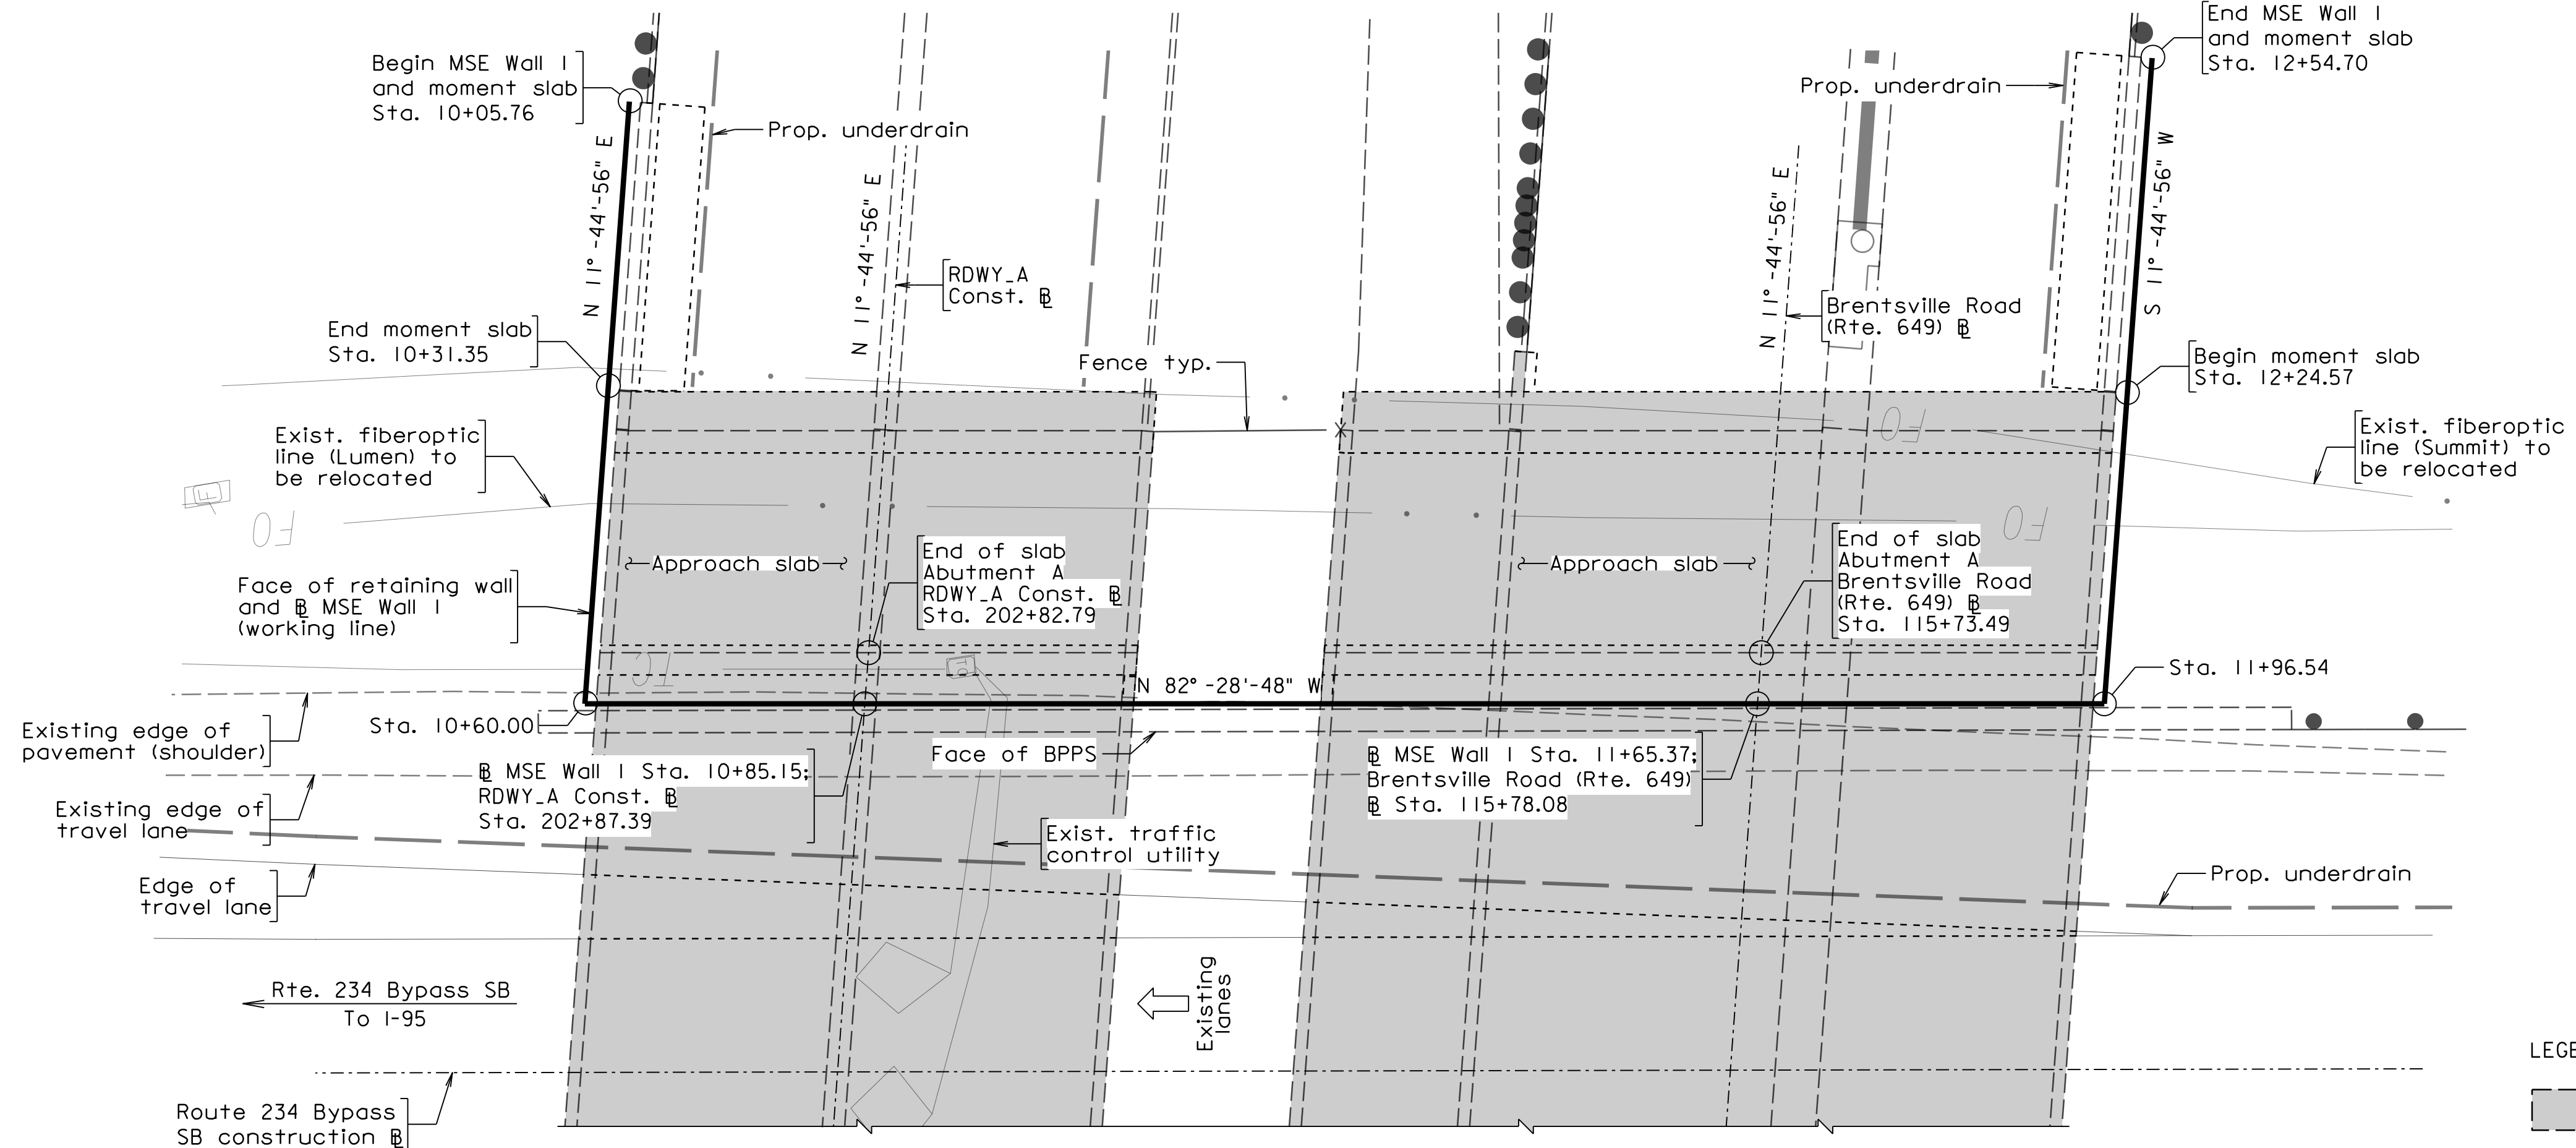 Begin MSE Wall 1
and moment slab
Sta. 10+05.76
N 11°-44'-56" E
Prop. underdrain
N 11°-44'-56" E
RDWY_A
Const. ℄
End MSE Wall 1
and moment slab
Sta. 12+54.70
Prop. underdrain
S 11°-44'-56" W
N 11°-44'-56" E
Brentsville Road
(Rte. 649) ℄
End moment slab
Sta. 10+31.35
Fence typ.
Begin moment slab
Sta. 12+24.57
Exist. fiberoptic
line (Lumen) to
be relocated
Exist. fiberoptic
line (Summit) to
be relocated
FO
FO
FO
Face of retaining wall
and ℄ MSE Wall 1
(working line)
Approach slab
End of slab
Abutment A
RDWY_A Const. ℄
Sta. 202+82.79
Approach slab
End of slab
Abutment A
Brentsville Road
(Rte. 649) ℄
Sta. 115+73.49
TC
N 82°-28'-48" W
Sta. 11+96.54
Sta. 10+60.00
Existing edge of
pavement (shoulder)
Face of BPPS
℄ MSE Wall 1 Sta. 10+85.15;
RDWY_A Const. ℄
Sta. 202+87.39
℄ MSE Wall 1 Sta. 11+65.37;
Brentsville Road (Rte. 649)
℄ Sta. 115+78.08
Existing edge of
travel lane
Exist. traffic
control utility
Edge of
travel lane
Prop. underdrain
Rte. 234 Bypass SB
To I-95
Existing
lanes
Route 234 Bypass
SB construction ℄
LEGE